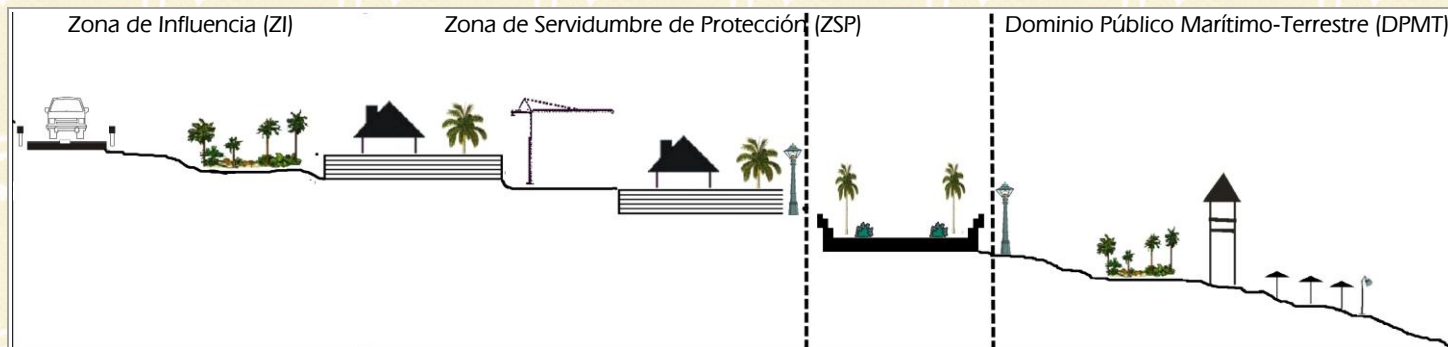 Zona de Influencia (ZI)
Zona de Servidumbre de Protección (ZSP)
Dominio Público Marítimo-Terrestre (DPMT)